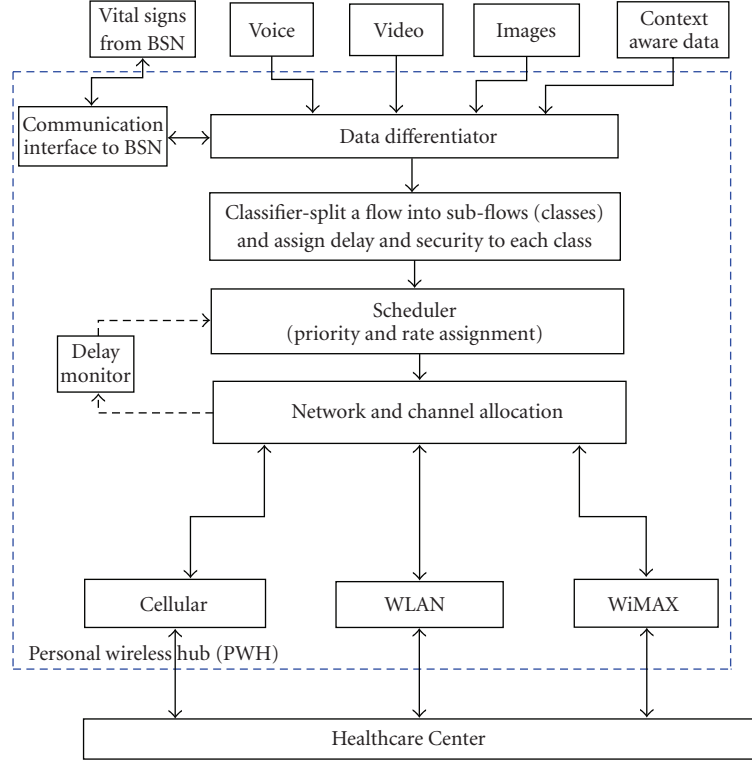 Vital signs
from BSN
Voice
Video
Images
Context
aware data
Communication
interface to BSN
Data differentiator
Classifier-split a flow into sub-flows (classes)
and assign delay and security to each class
Scheduler
(priority and rate assignment)
Delay
monitor
Network and channel allocation
Cellular
WLAN
WiMAX
Personal wireless hub (PWH)
Healthcare Center